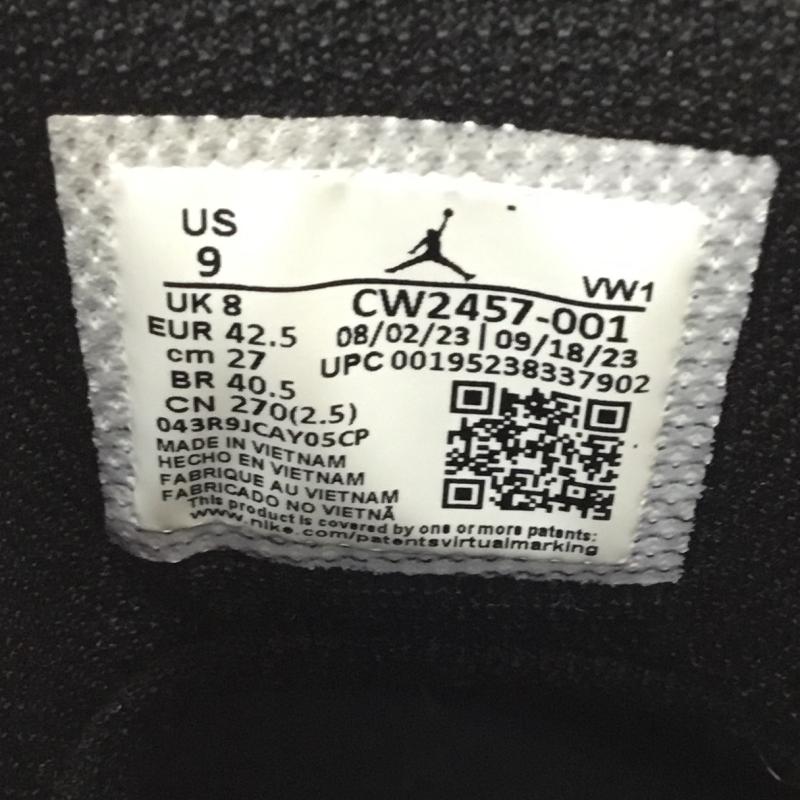 US
9
VW1
UK 8
EUR 42.5
cm 27
BR 40.5
CN 270(2.5)
CW2457-001
08/02/23 | 09/18/23
UPC 00195238337902
043R9JCAY05CP
MADE IN VIETNAM
HECHO EN VIETNAM
FABRIQUE AU VIETNAM
FABRICADO NO VIETNÃ
This product is covered by one or more patents:
www.nike.com/patentsvirtualmarking